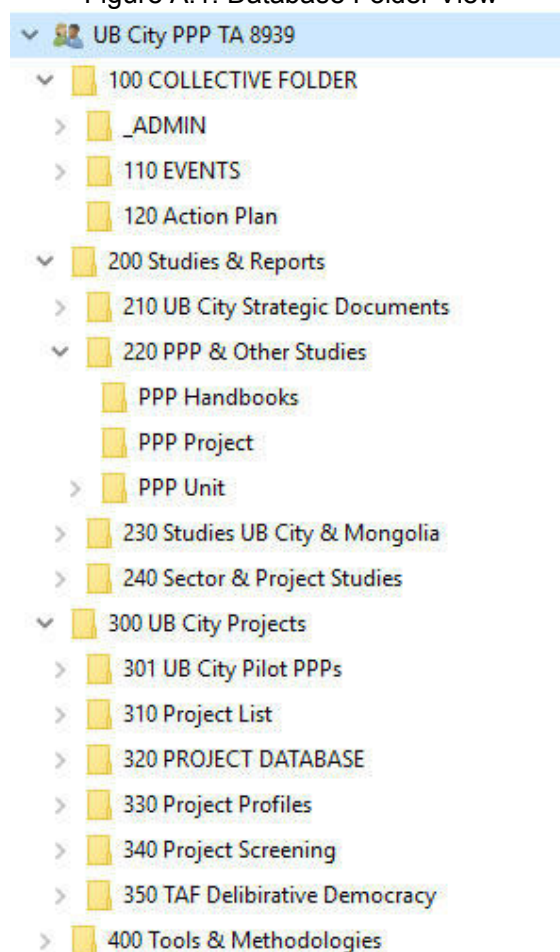 Figure A.1: Database Folder View
UB City PPP TA 8939
100 COLLECTIVE FOLDER
_ADMIN
110 EVENTS
120 Action Plan
200 Studies & Reports
210 UB City Strategic Documents
220 PPP & Other Studies
PPP Handbooks
PPP Project
PPP Unit
230 Studies UB City & Mongolia
240 Sector & Project Studies
300 UB City Projects
301 UB City Pilot PPPs
310 Project List
320 PROJECT DATABASE
330 Project Profiles
340 Project Screening
350 TAF Delibirative Democracy
400 Tools & Methodologies